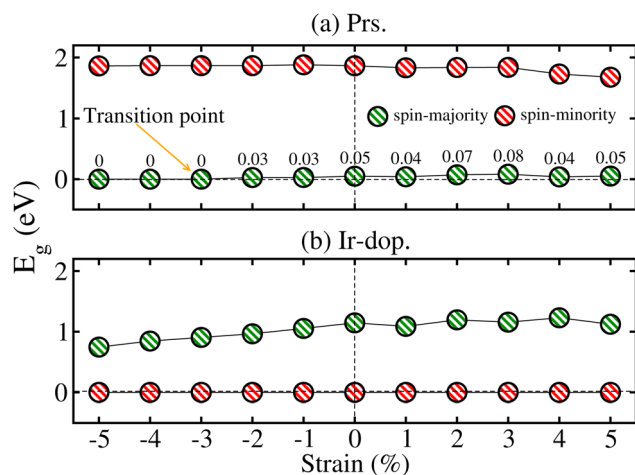 (a) Prs.
2
Transition point
spin-majority spin-minority
1
0 0 0 0.03 0.03 0.05 0.04 0.07 0.08 0.04 0.05
0
E_g (eV)
(b) Ir-dop.
2
1
0
-5 -4 -3 -2 -1 0 1 2 3 4 5
Strain (%)